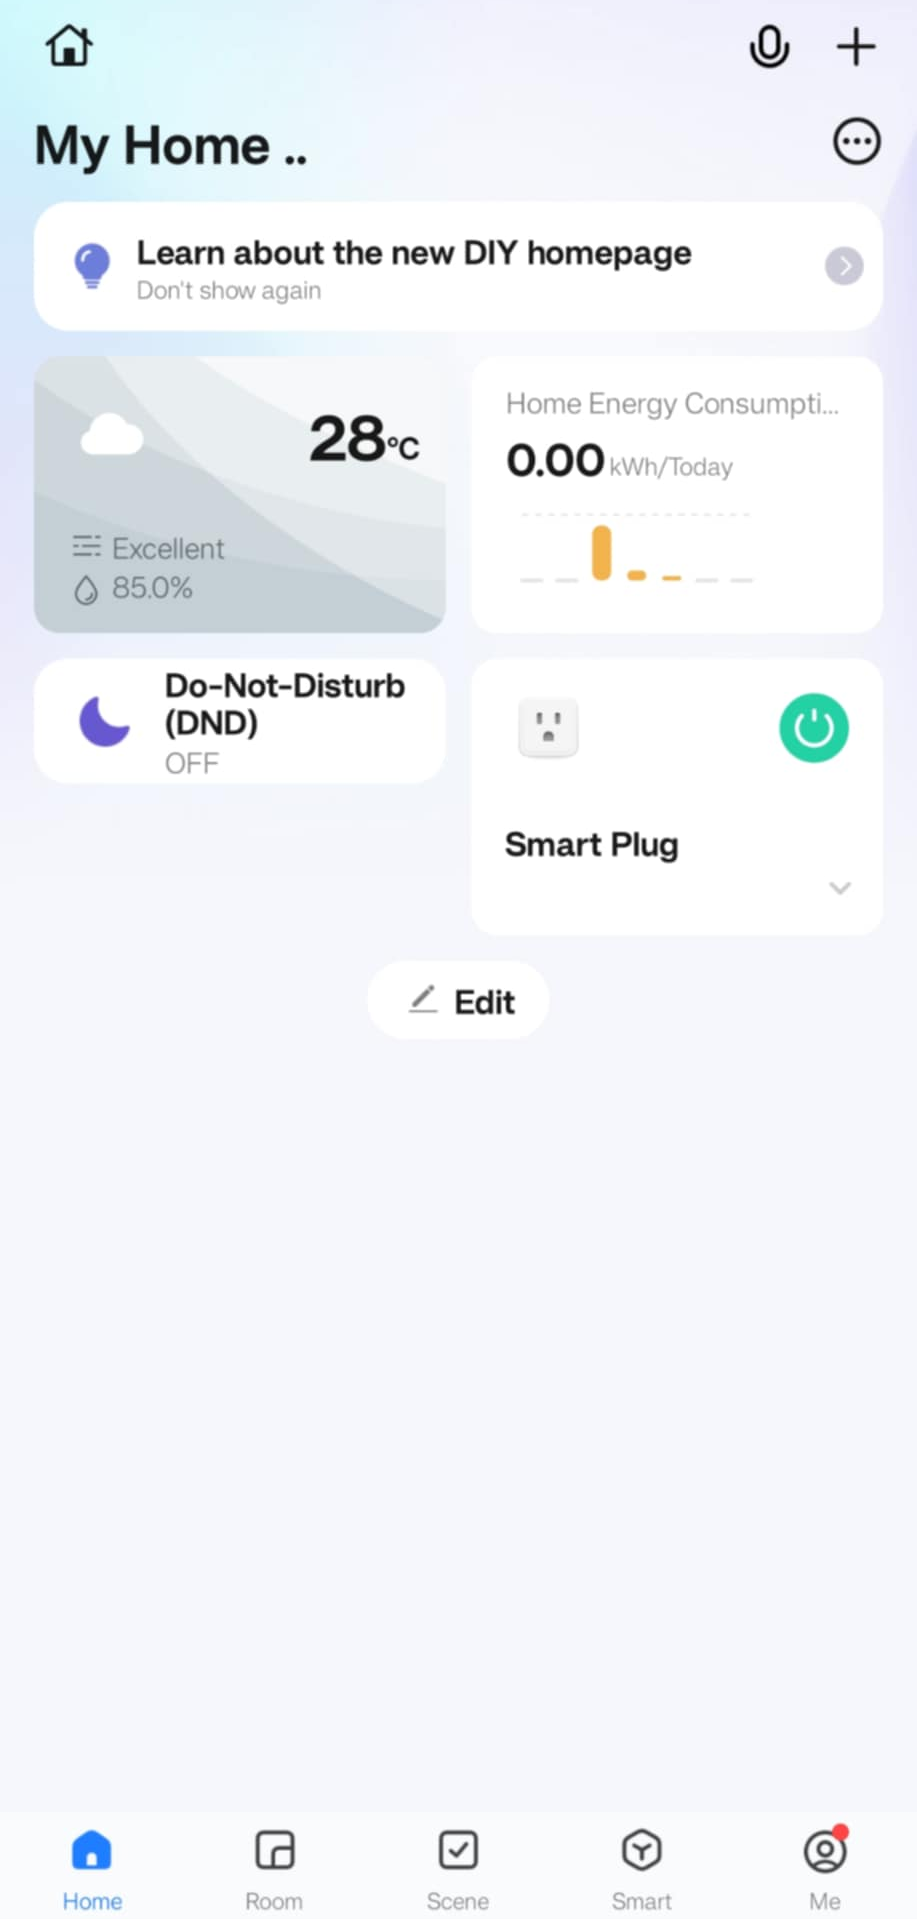 My Home ..
Learn about the new DIY homepage
Don't show again
28°C
Excellent
85.0%
Home Energy Consumpti...
0.00 kWh/Today
Do-Not-Disturb
(DND)
OFF
Smart Plug
Edit
Home
Room
Scene
Smart
Me